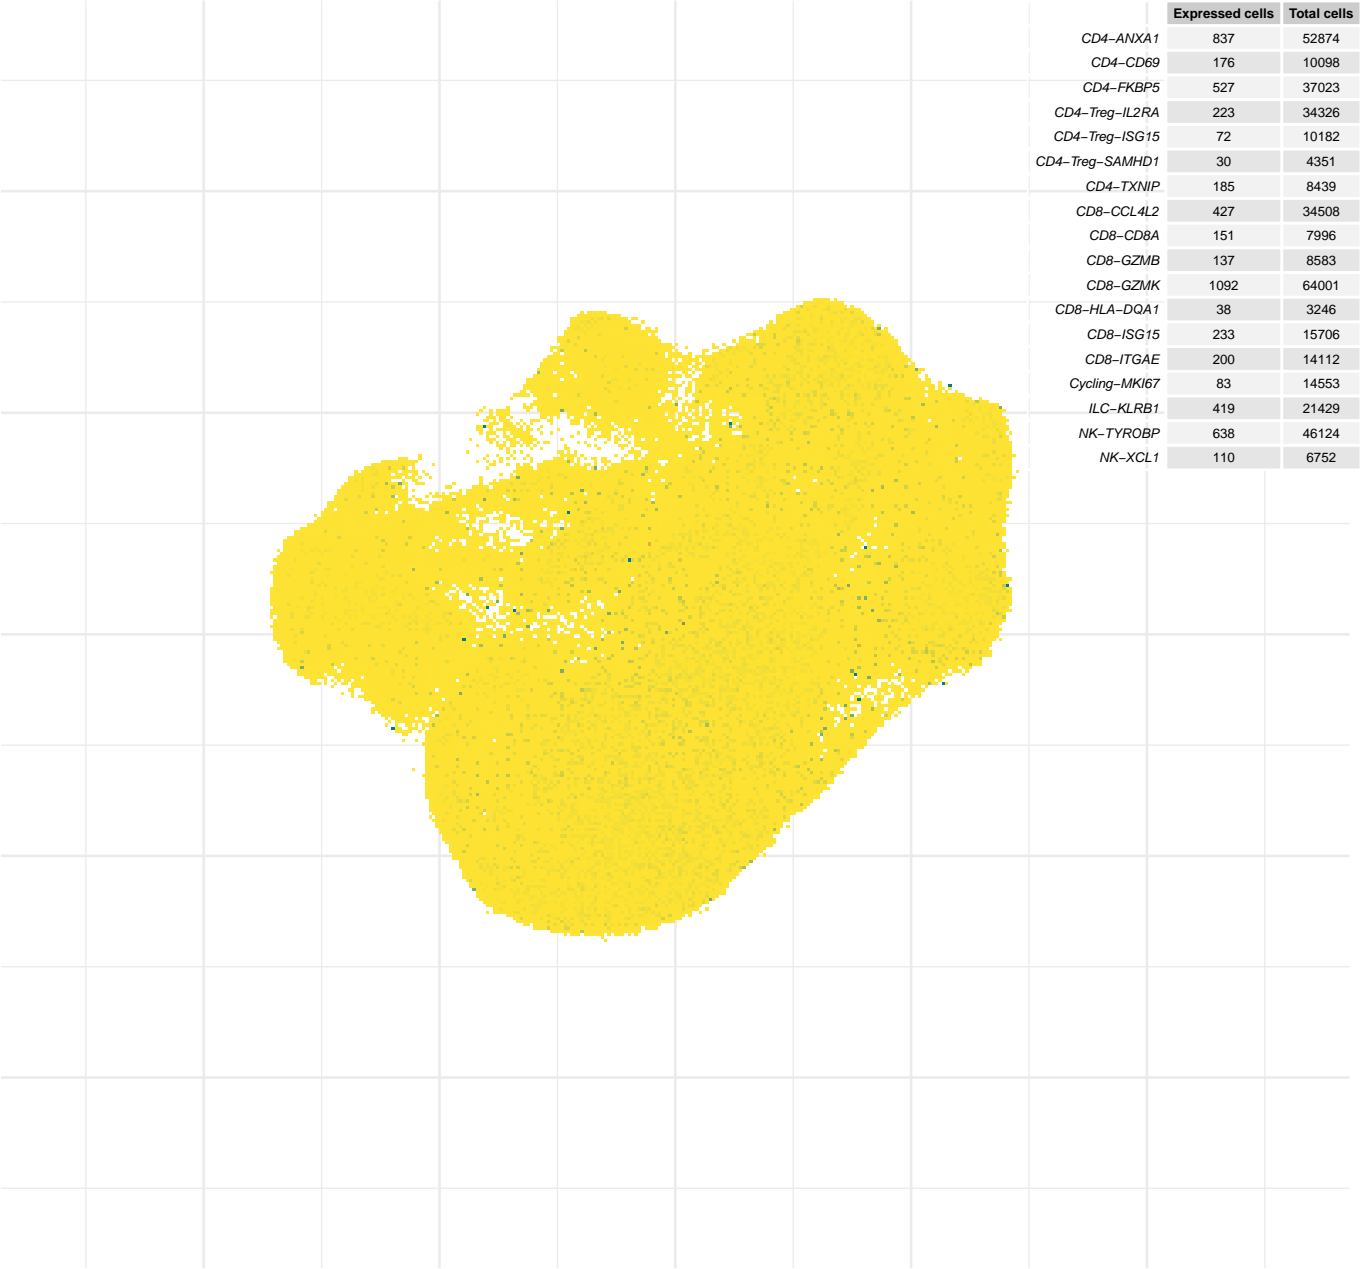 Expressed cells Total cells
CD4−ANXA1 837 52874
CD4−CD69 176 10098
CD4−FKBP5 527 37023
CD4−Treg−IL2RA 223 34326
CD4−Treg−ISG15 72 10182
CD4−Treg−SAMHD1 30 4351
CD4−TXNIP 185 8439
CD8−CCL4L2 427 34508
CD8−CD8A 151 7996
CD8−GZMB 137 8583
CD8−GZMK 1092 64001
CD8−HLA−DQA1 38 3246
CD8−ISG15 233 15706
CD8−ITGAE 200 14112
Cycling−MKI67 83 14553
ILC−KLRB1 419 21429
NK−TYROBP 638 46124
NK−XCL1 110 6752